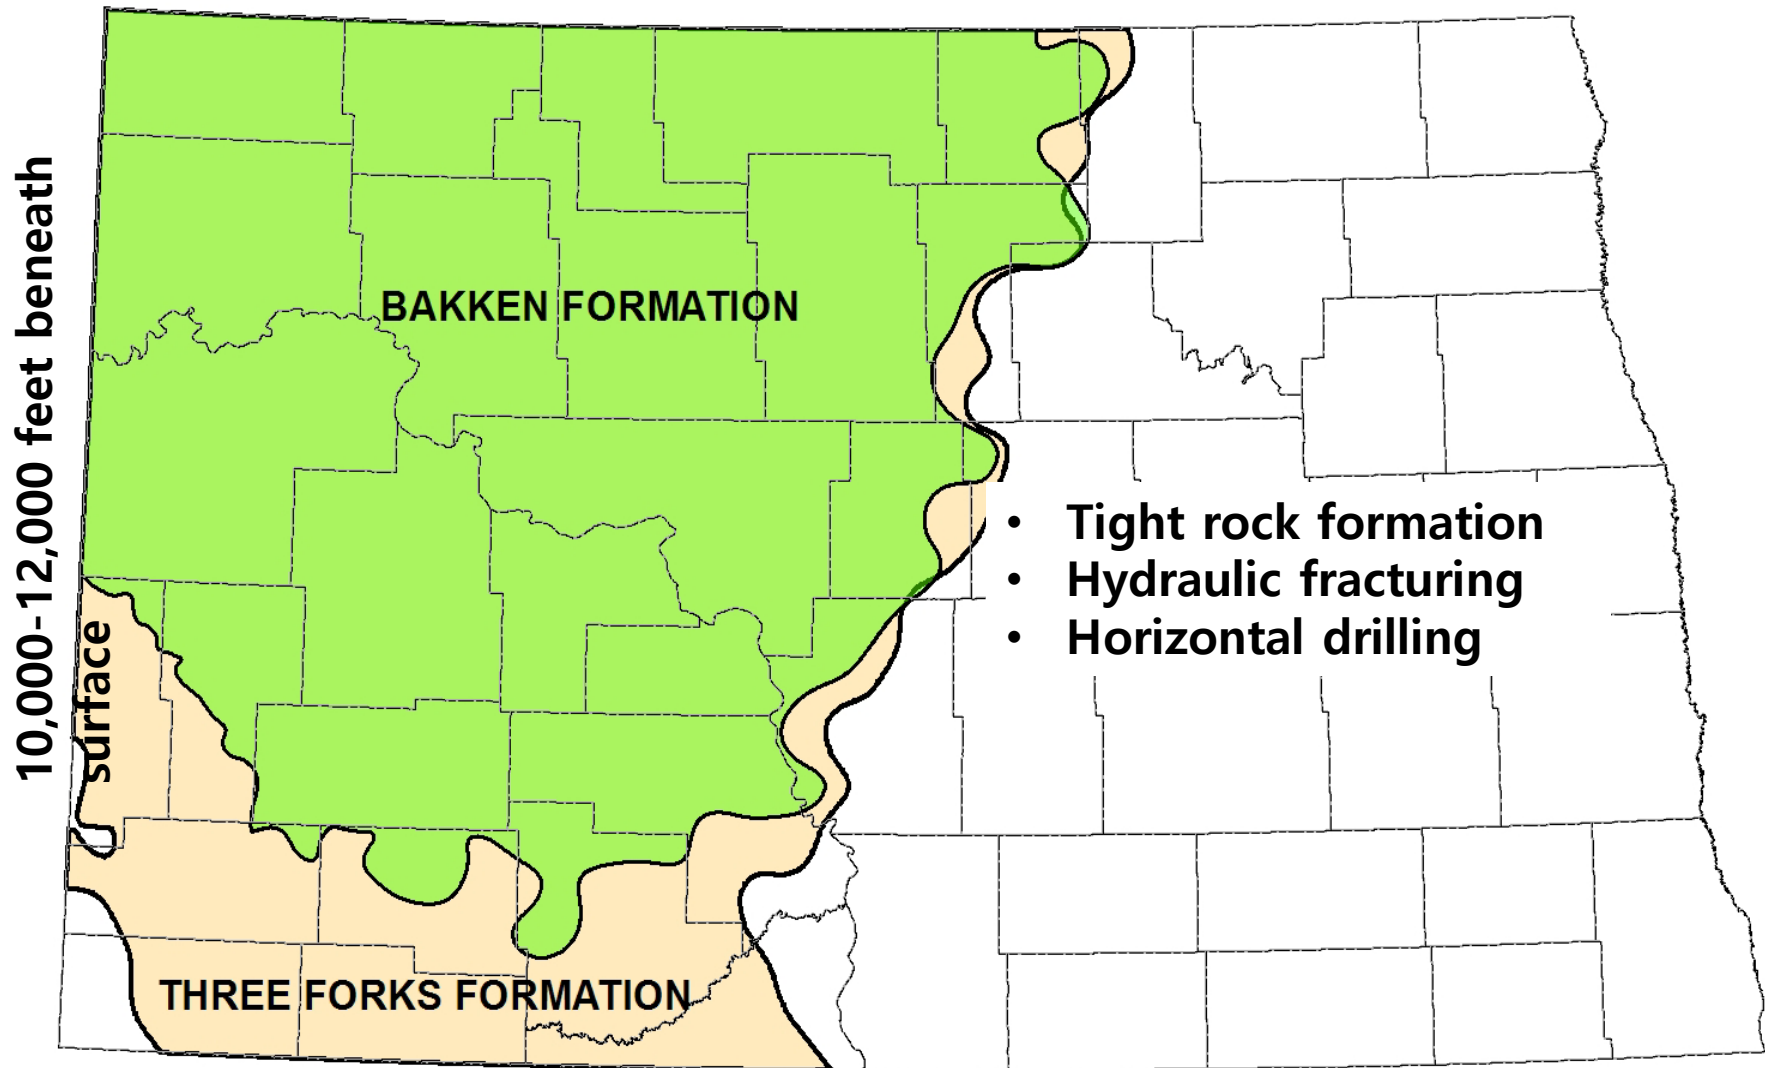 10,000-12,000 feet beneath
surface
BAKKEN FORMATION
• Tight rock formation
• Hydraulic fracturing
• Horizontal drilling
THREE FORKS FORMATION